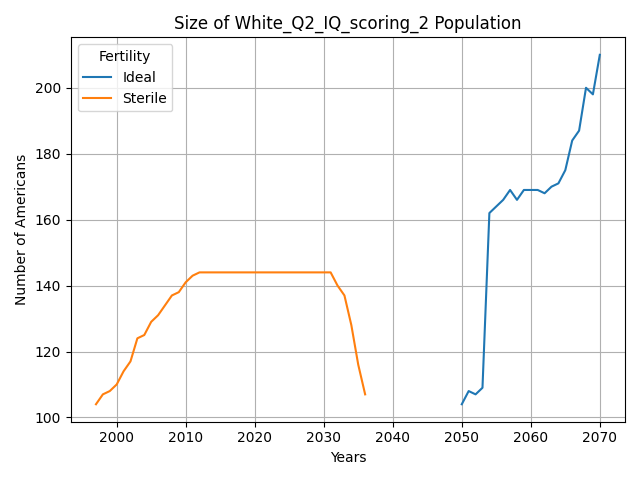 Size of White_Q2_IQ_scoring_2 Population
Fertility
Ideal
Sterile
Number of Americans
200
180
160
140
120
100
2000
2010
2020
2030
2040
2050
2060
2070
Years